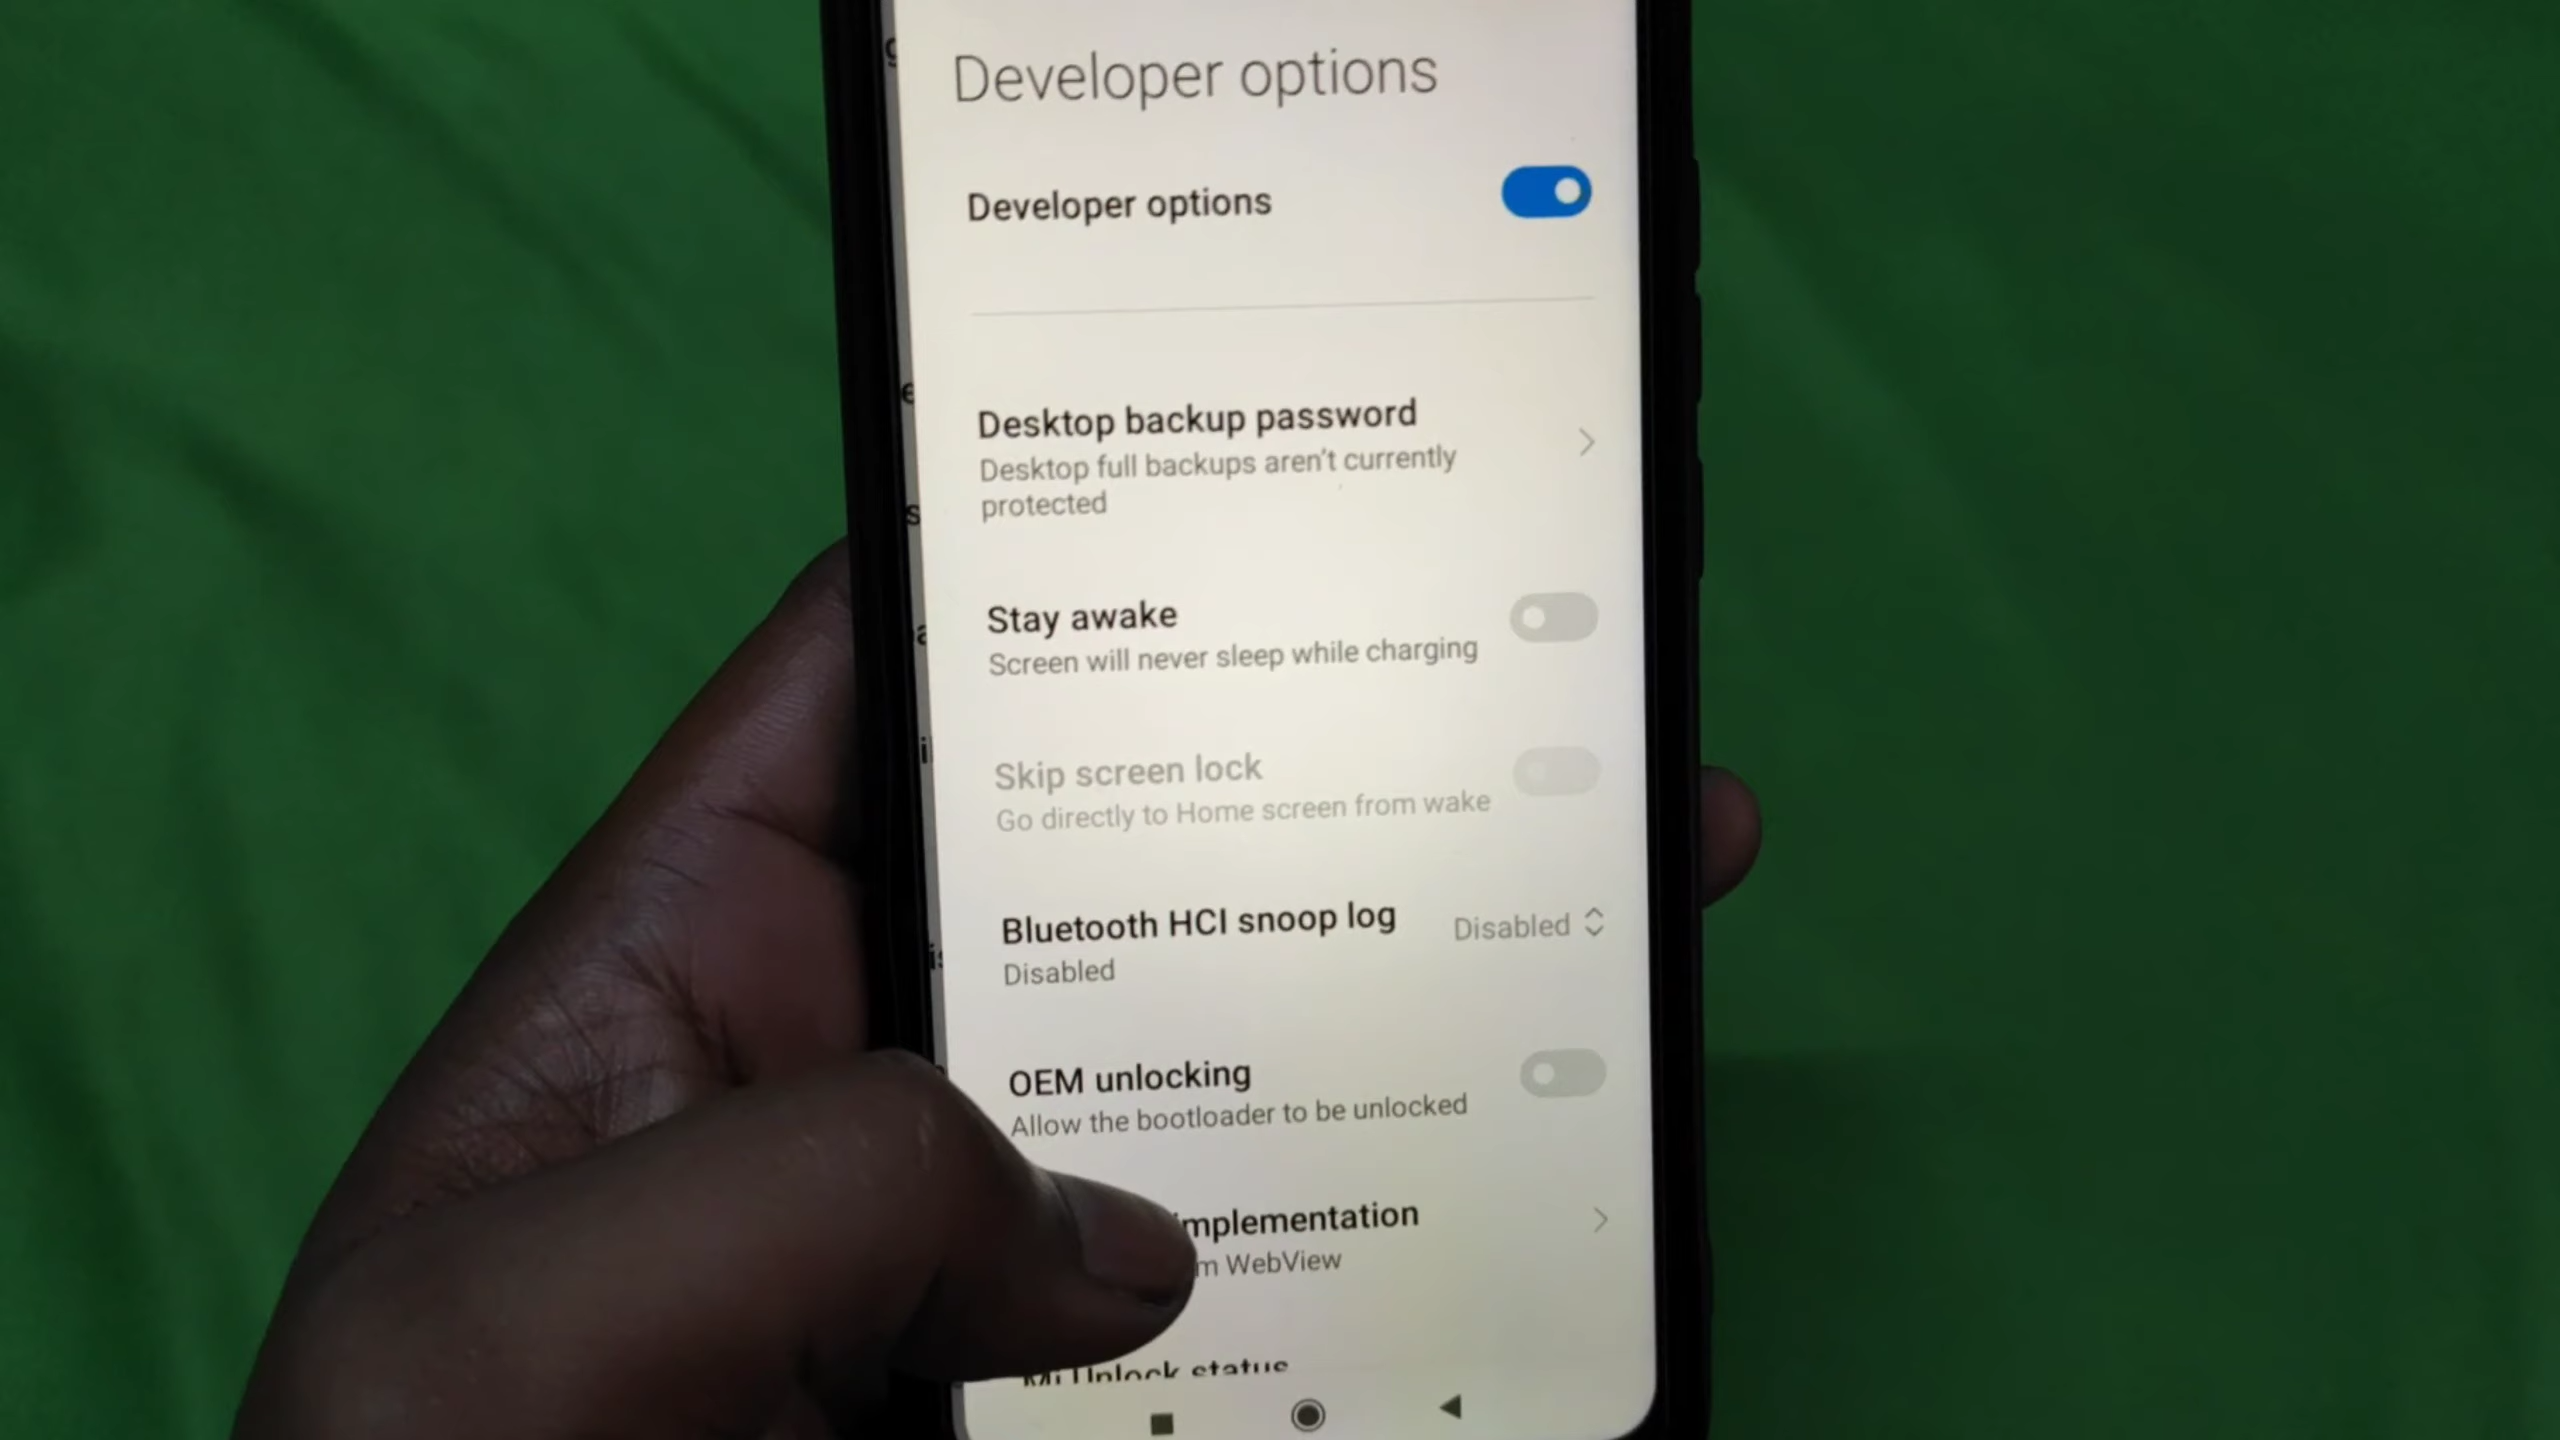 Developer options
Developer options
Desktop backup password
Desktop full backups aren't currently
protected
Stay awake
Screen will never sleep while charging
Skip screen lock
Go directly to Home screen from wake
Bluetooth HCI snoop log
Disabled
Disabled
OEM unlocking
Allow the bootloader to be unlocked
implementation
WebView
Mi Unlock status